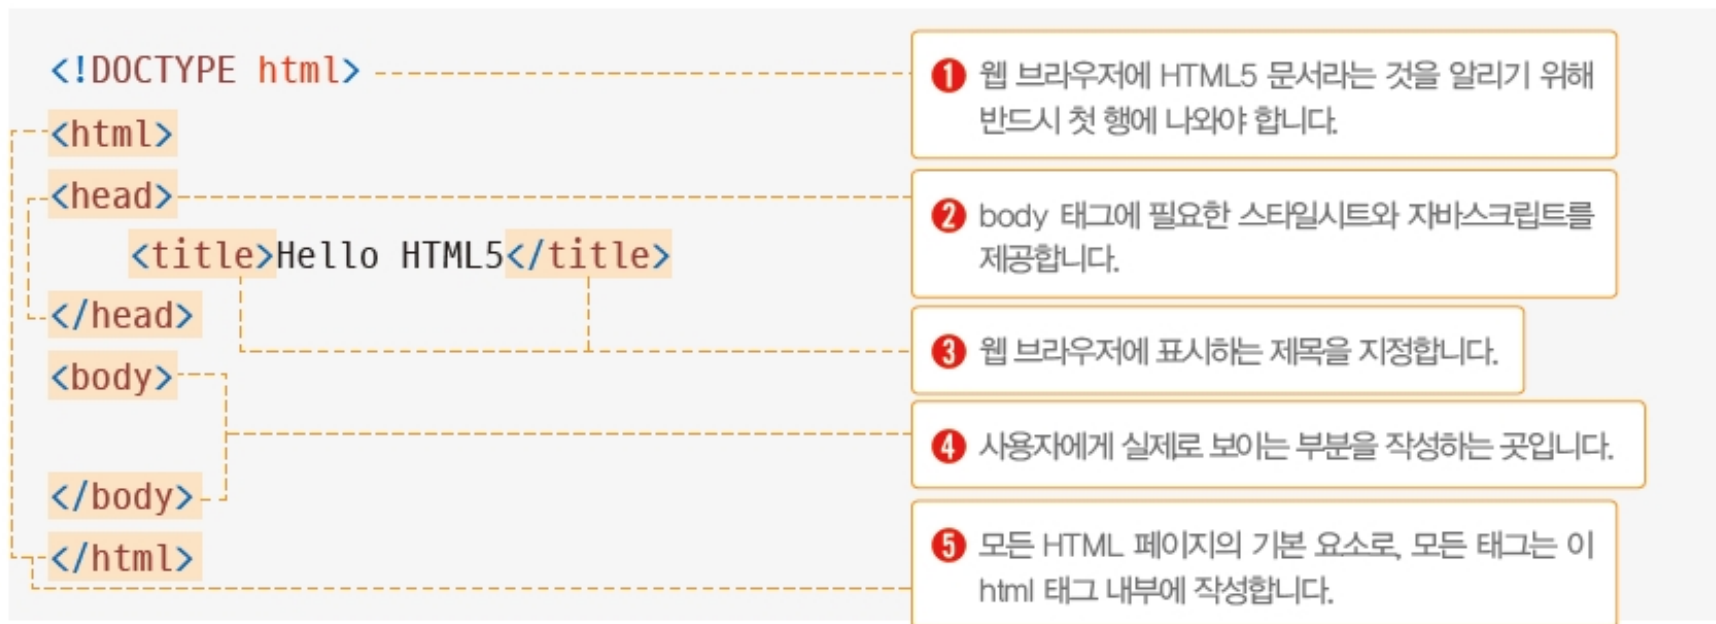 <!DOCTYPE html>
<html>
<head>
<title>Hello HTML5</title>
</head>
<body>
</body>
</html>
❶ 웹 브라우저에 HTML5 문서라는 것을 알리기 위해
반드시 첫 행에 나와야 합니다.
❷ body 태그에 필요한 스타일시트와 자바스크립트를
제공합니다.
❸ 웹 브라우저에 표시하는 제목을 지정합니다.
❹ 사용자에게 실제로 보이는 부분을 작성하는 곳입니다.
❺ 모든 HTML 페이지의 기본 요소로, 모든 태그는 이
html 태그 내부에 작성합니다.